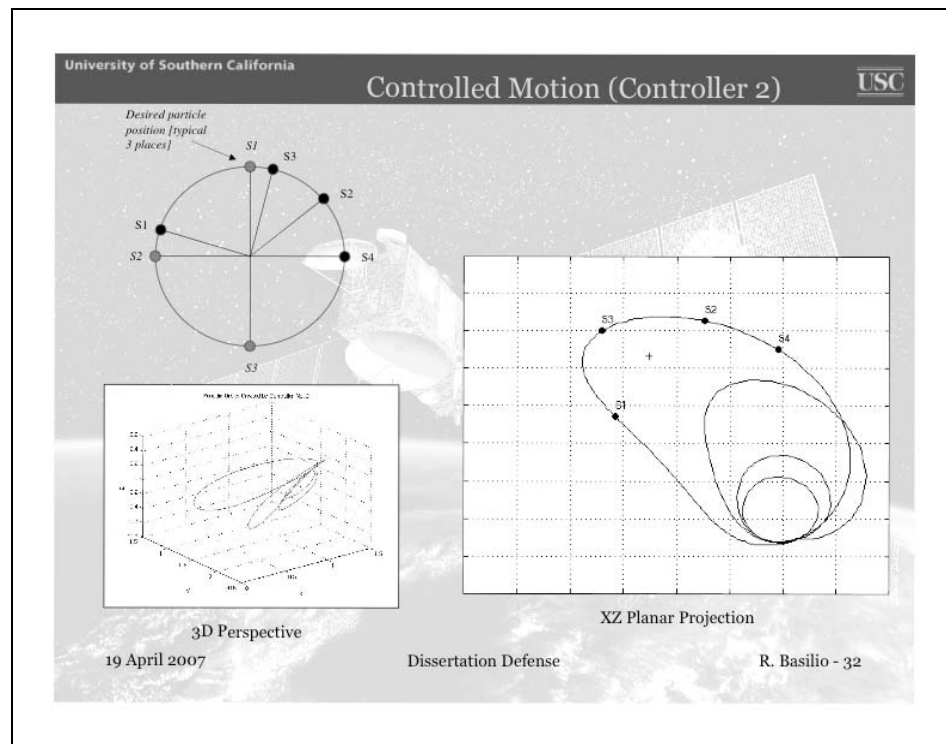 University of Southern California
Controlled Motion (Controller 2)
USC
Desired particle
position [typical
3 places]
S1
S3
S2
S1
S2
S4
S3
S3
S2
S4
S1
3D Perspective
XZ Planar Projection
19 April 2007
Dissertation Defense
R. Basilio - 32